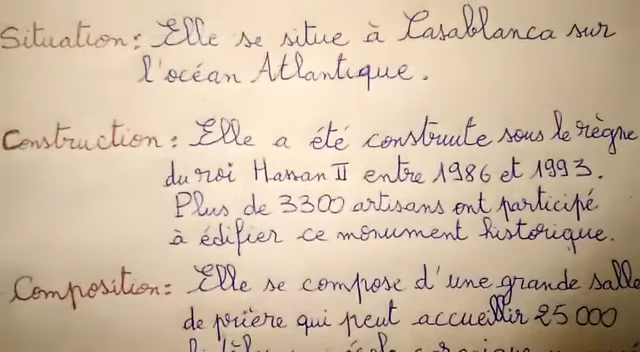 Situation: Elle se situe à Casablanca sur
l'océan Atlantique.
Construction: Elle a été construite sous le règne
du roi Hassan II entre 1986 et 1993.
Plus de 3300 artisans ont participé
à édifier ce monument historique.
Composition: Elle se compose d'une grande salle
de prière qui peut accueillir 25 000